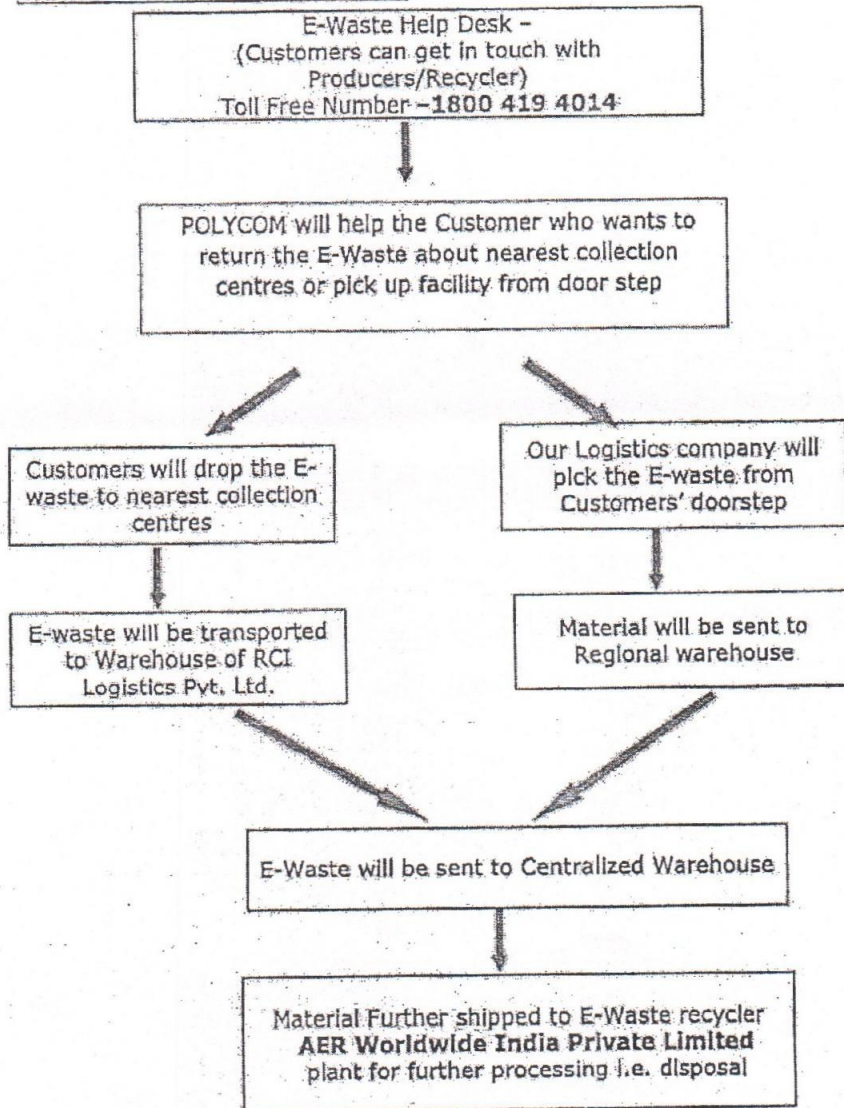 E-Waste Help Desk –
(Customers can get in touch with
Producers/Recycler)
Toll Free Number –1800 419 4014
POLYCOM will help the Customer who wants to
return the E-Waste about nearest collection
centres or pick up facility from door step
Customers will drop the E-
waste to nearest collection
centres
Our Logistics company will
pick the E-waste from
Customers' doorstep
E-waste will be transported
to Warehouse of RCI
Logistics Pvt. Ltd.
Material will be sent to
Regional warehouse
E-Waste will be sent to Centralized Warehouse
Material Further shipped to E-Waste recycler
AER Worldwide India Private Limited
plant for further processing i.e. disposal